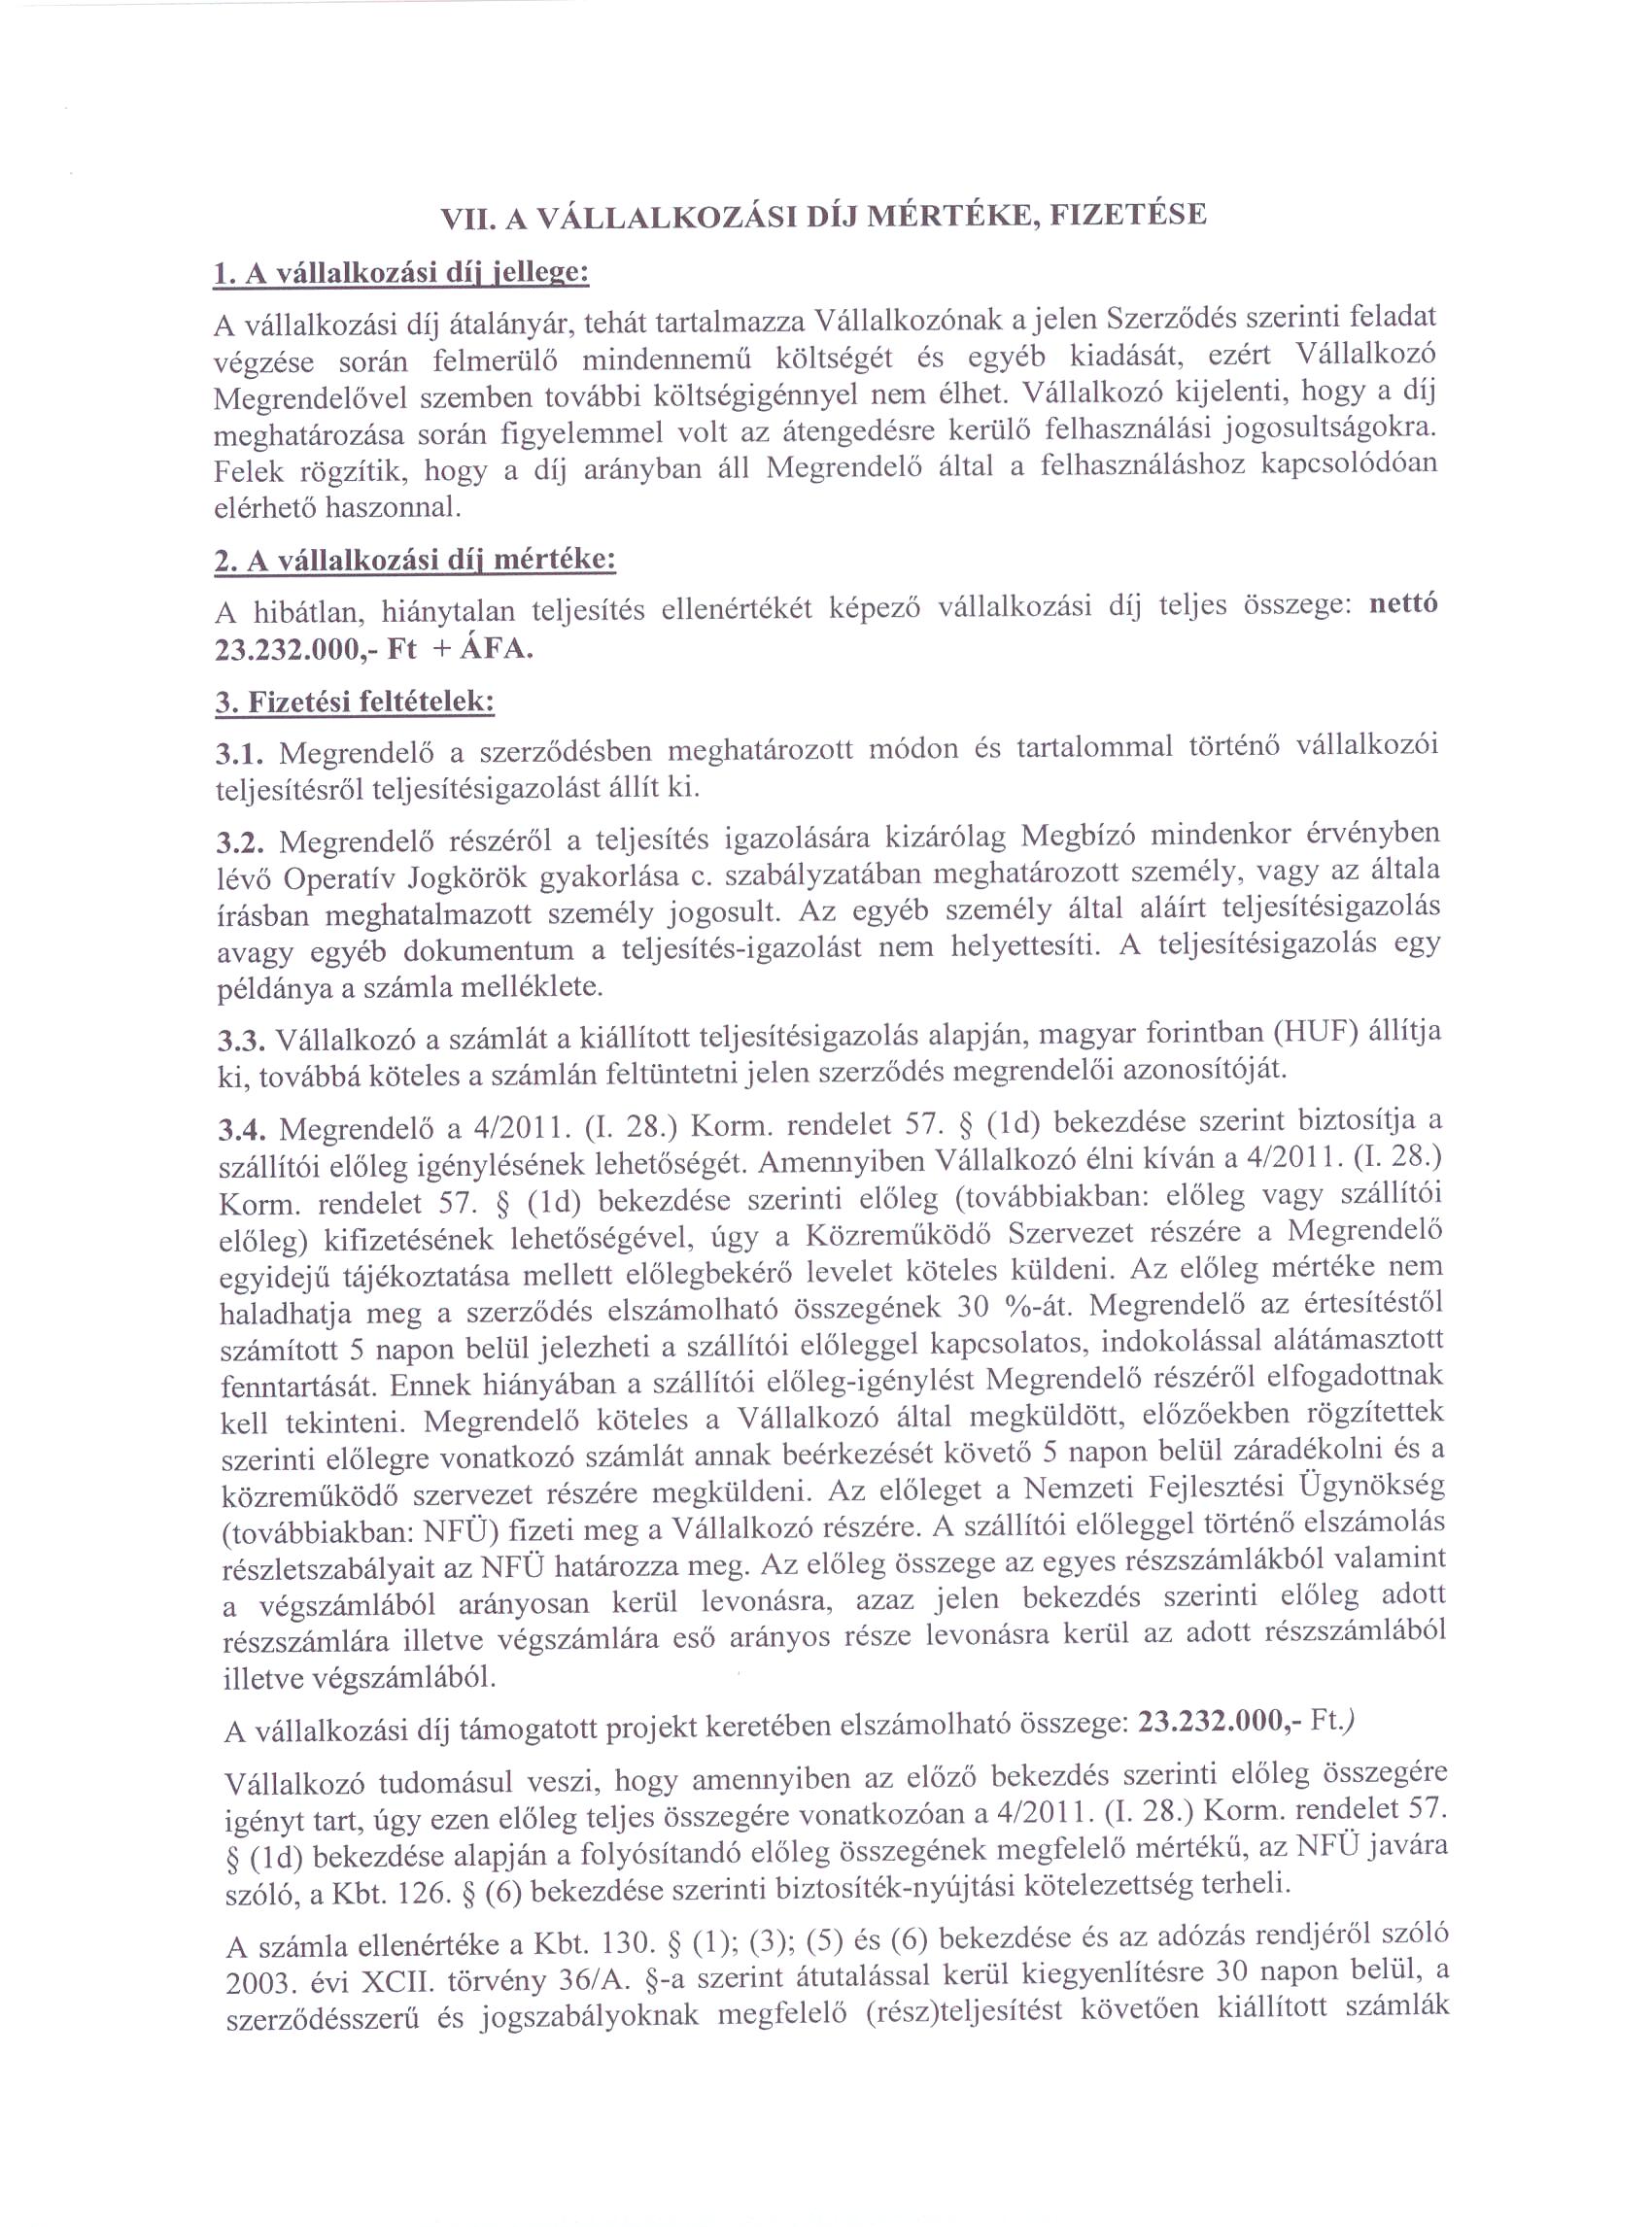 VII. A VÁLLALKOZÁSI DÍJ MÉRTÉKE, FIZETÉSE
1. A vállalkozási díj jellege:
A vállalkozási díj átalányár, tehát tartalmazza Vállalkozónak a jelen Szerződés szerinti feladat
végzése során felmerülő mindennemű költségét és egyéb kiadását, ezért Vállalkozó
Megrendelővel szemben további költségigénnyel nem élhet. Vállalkozó kijelenti, hogy a díj
meghatározása során figyelemmel volt az átengedésre kerülő felhasználási jogosultságokra.
Felek rögzítik, hogy a díj arányban áll Megrendelő által a felhasználáshoz kapcsolódóan
elérhető haszonnal.
2. A vállalkozási díj mértéke:
A hibátlan, hiánytalan teljesítés ellenértékét képező vállalkozási díj teljes összege: nettó
23.232.000,- Ft + ÁFA.
3. Fizetési feltételek:
3.1. Megrendelő a szerződésben meghatározott módon és tartalommal történő vállalkozói
teljesítésről teljesítésigazolást állít ki.
3.2. Megrendelő részéről a teljesítés igazolására kizárólag Megbízó mindenkor érvényben
lévő Operatív Jogkörök gyakorlása c. szabályzatában meghatározott személy, vagy az általa
írásban meghatalmazott személy jogosult. Az egyéb személy által aláírt teljesítésigazolás
avagy egyéb dokumentum a teljesítés-igazolást nem helyettesíti. A teljesítésigazolás egy
példánya a számla melléklete.
3.3. Vállalkozó a számlát a kiállított teljesítésigazolás alapján, magyar forintban (HUF) állítja
ki, továbbá köteles a számlán feltüntetni jelen szerződés megrendelői azonosítóját.
3.4. Megrendelő a 4/2011. (I. 28.) Korm. rendelet 57. § (1d) bekezdése szerint biztosítja a
szállítói előleg igénylésének lehetőségét. Amennyiben Vállalkozó élni kíván a 4/2011. (I. 28.)
Korm. rendelet 57. § (1d) bekezdése szerinti előleg (továbbiakban: előleg vagy szállítói
előleg) kifizetésének lehetőségével, úgy a Közreműködő Szervezet részére a Megrendelő
egyidejű tájékoztatása mellett előlegbekérő levelet köteles küldeni. Az előleg mértéke nem
haladhatja meg a szerződés elszámolható összegének 30 %-át. Megrendelő az értesítéstől
számított 5 napon belül jelezheti a szállítói előleggel kapcsolatos, indokolással alátámasztott
fenntartását. Ennek hiányában a szállítói előleg-igénylést Megrendelő részéről elfogadottnak
kell tekinteni. Megrendelő köteles a Vállalkozó által megküldött, előzőekben rögzítettek
szerinti előlegre vonatkozó számlát annak beérkezését követő 5 napon belül záradékolni és a
közreműködő szervezet részére megküldeni. Az előleget a Nemzeti Fejlesztési Ügynökség
(továbbiakban: NFÜ) fizeti meg a Vállalkozó részére. A szállítói előleggel történő elszámolás
részletszabályait az NFÜ határozza meg. Az előleg összege az egyes részszámlákból valamint
a végszámlából arányosan kerül levonásra, azaz jelen bekezdés szerinti előleg adott
részszámlára illetve végszámlára eső arányos része levonásra kerül az adott részszámlából
illetve végszámlából.
A vállalkozási díj támogatott projekt keretében elszámolható összege: 23.232.000,- Ft.)
Vállalkozó tudomásul veszi, hogy amennyiben az előző bekezdés szerinti előleg összegére
igényt tart, úgy ezen előleg teljes összegére vonatkozóan a 4/2011. (I. 28.) Korm. rendelet 57.
§ (1d) bekezdése alapján a folyósítandó előleg összegének megfelelő mértékű, az NFÜ javára
szóló, a Kbt. 126. § (6) bekezdése szerinti biztosíték-nyújtási kötelezettség terheli.
A számla ellenértéke a Kbt. 130. § (1); (3); (5) és (6) bekezdése és az adózás rendjéről szóló
2003. évi XCII. törvény 36/A. §-a szerint átutalással kerül kiegyenlítésre 30 napon belül, a
szerződésszerű és jogszabályoknak megfelelő (rész)teljesítést követően kiállított számlák